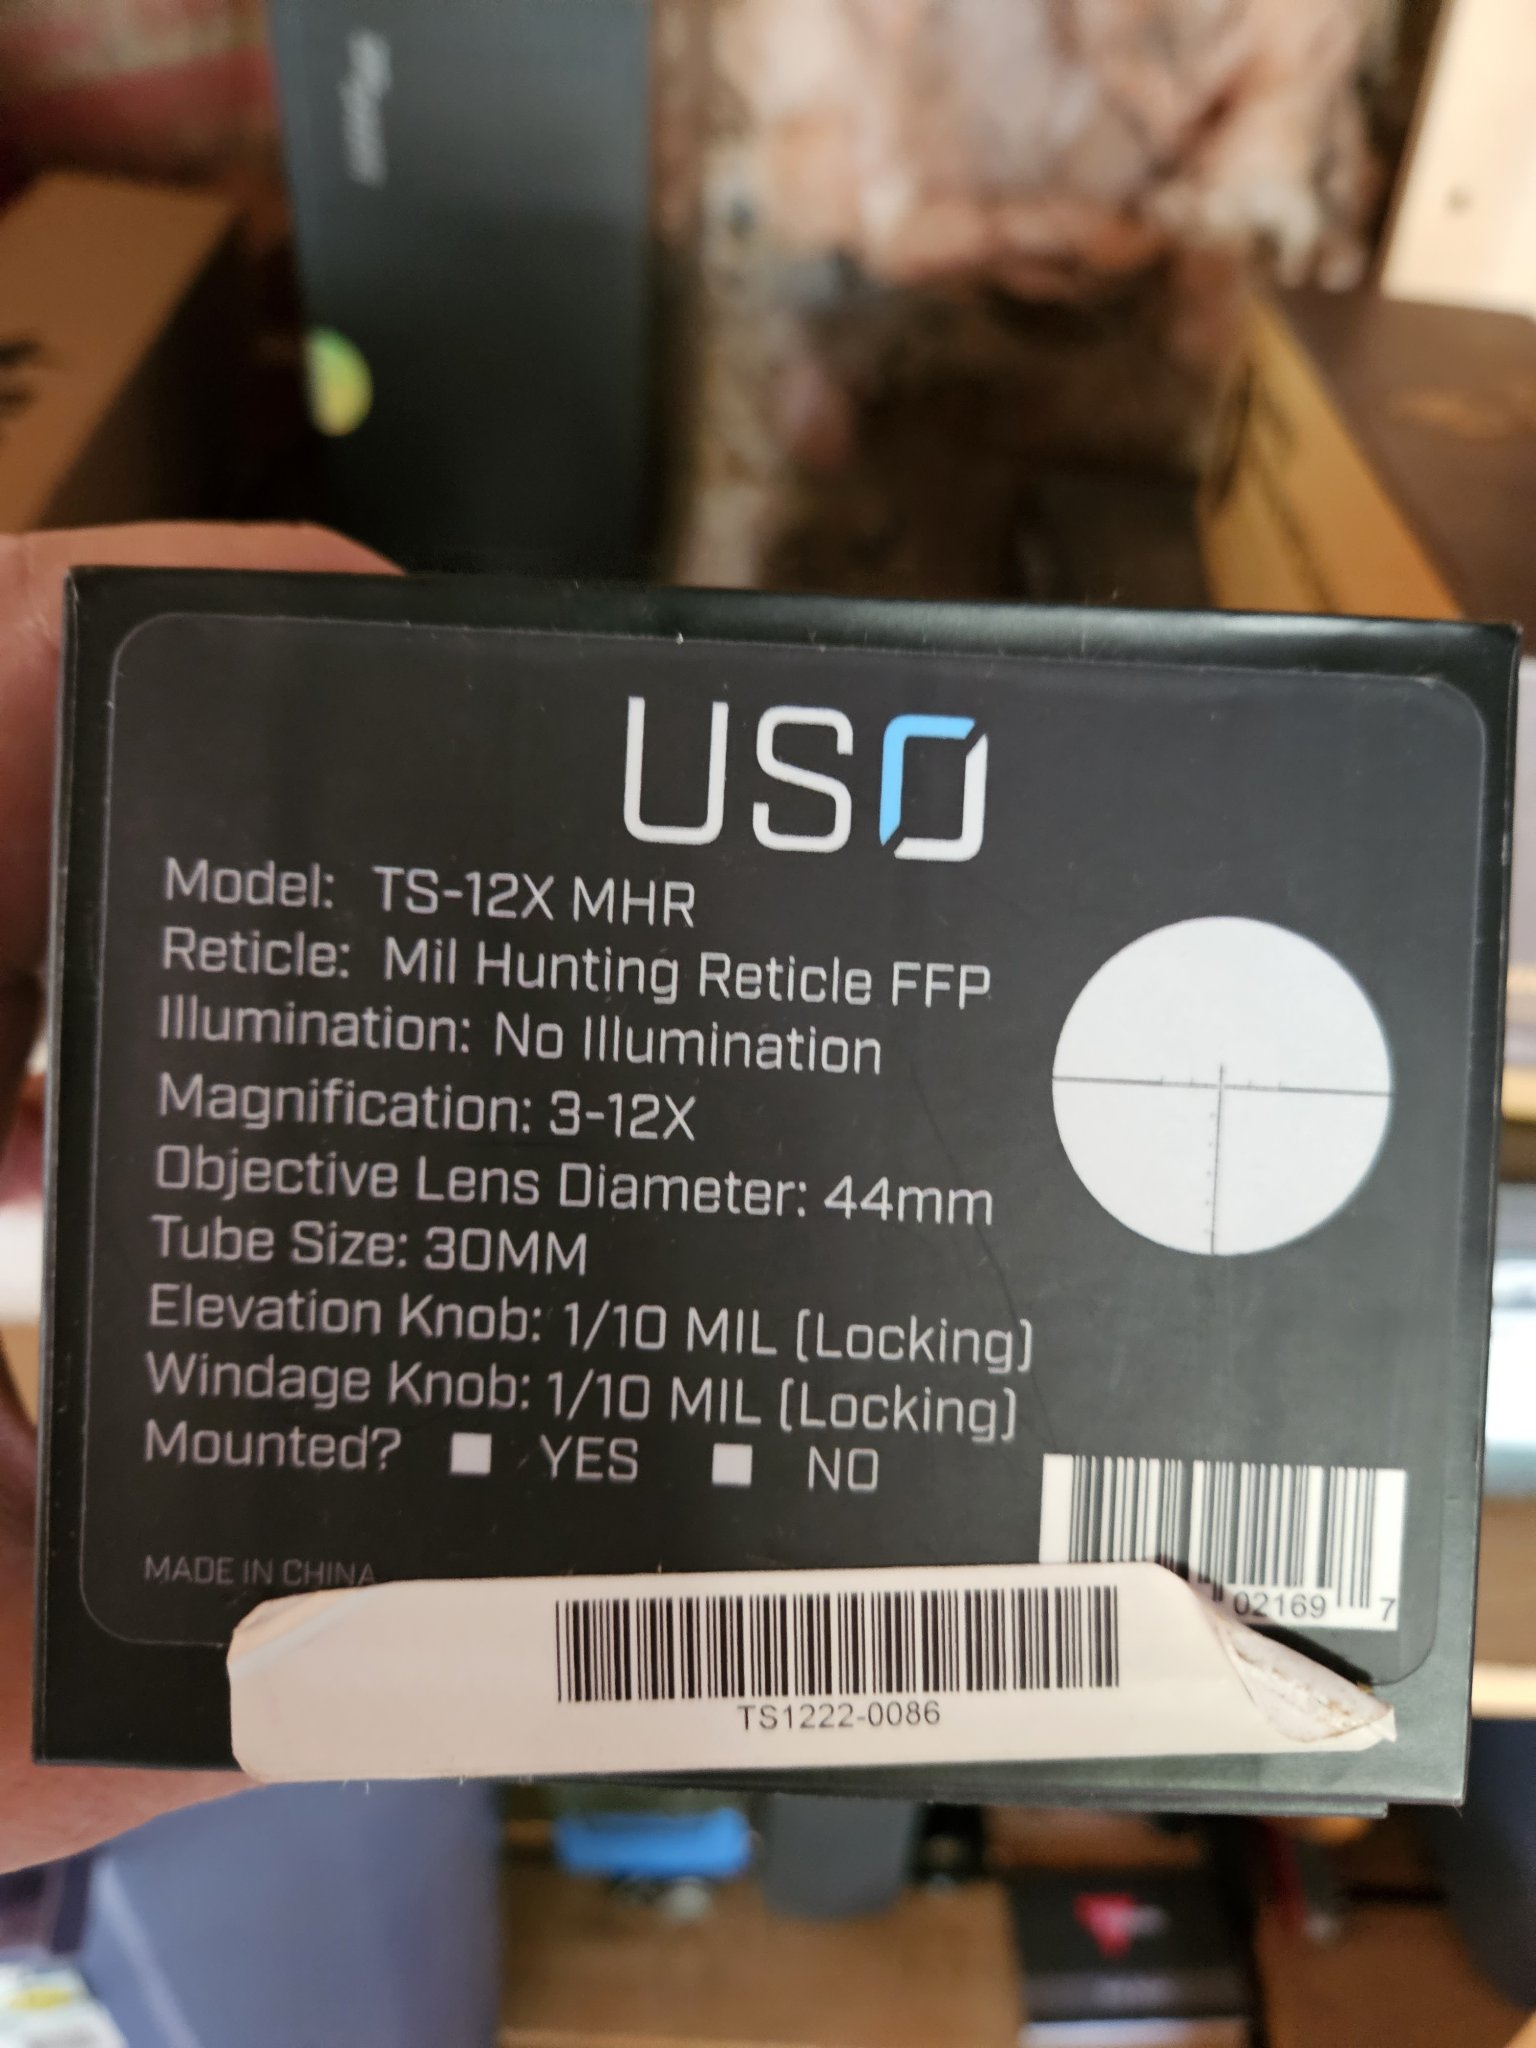 USO
Model: TS-12X MHR
Reticle: Mil Hunting Reticle FFP
Illumination: No Illumination
Magnification: 3-12X
Objective Lens Diameter: 44mm
Tube Size: 30MM
Elevation Knob: 1/10 MIL (Locking)
Windage Knob: 1/10 MIL (Locking)
Mounted? YES NO
MADE IN CHINA
02169 7
TS1222-0086